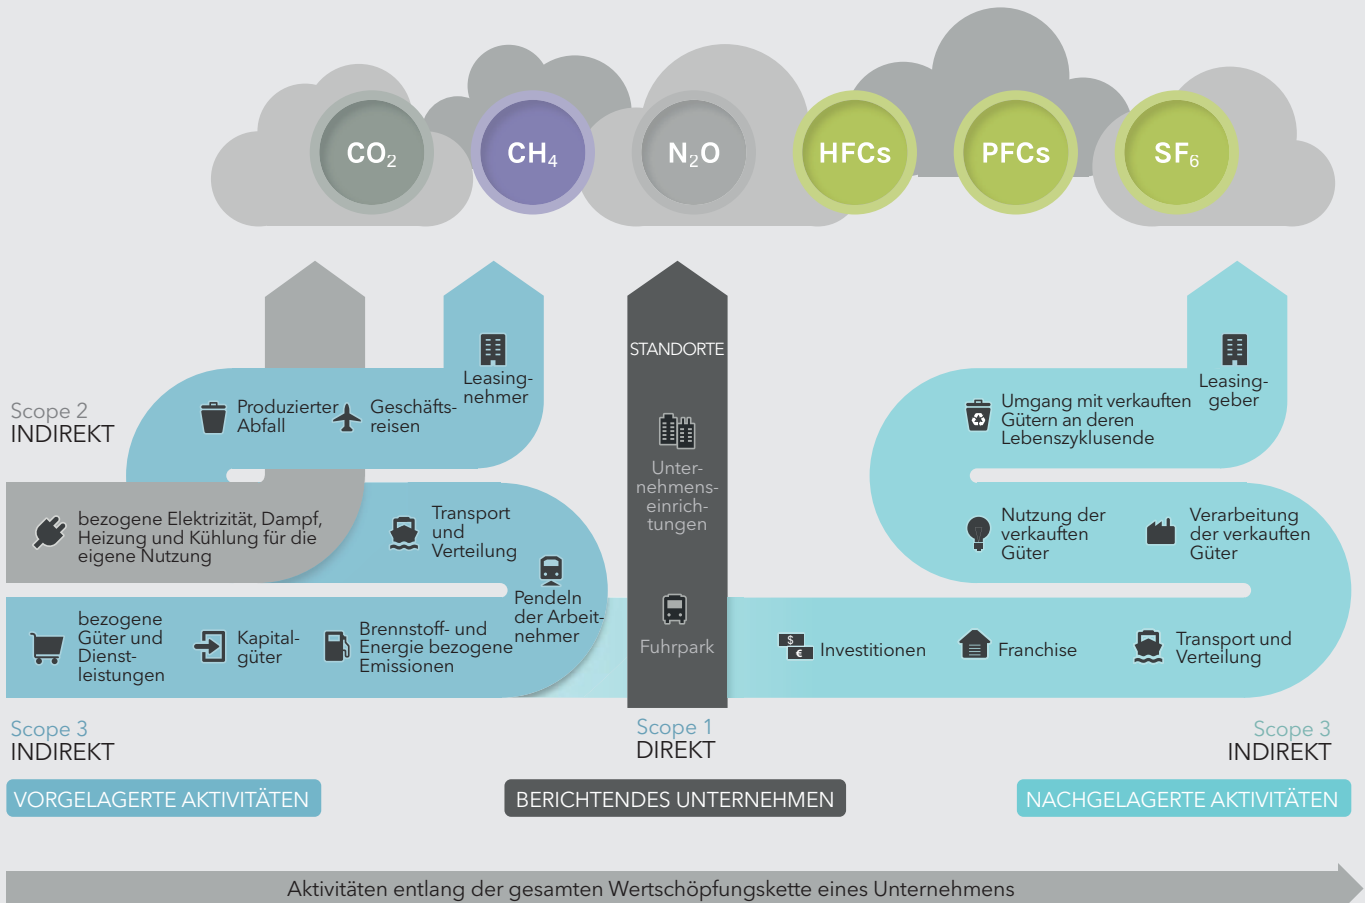 CO₂
CH₄
N₂O
HFCs
PFCs
SF₆
STANDORTE
Unter-
nehmens-
einrich-
tungen
Fuhrpark
Scope 2
INDIREKT
Produzierter
Abfall
Geschäfts-
reisen
Leasing-
nehmer
bezogene Elektrizität, Dampf,
Heizung und Kühlung für die
eigene Nutzung
Transport
und
Verteilung
Pendeln
der Arbeit-
nehmer
bezogene
Güter und
Dienst-
leistungen
Kapital-
güter
Brennstoff- und
Energie bezogene
Emissionen
Leasing-
geber
Umgang mit verkauften
Gütern an deren
Lebenszyklusende
Nutzung der
verkauften
Güter
Verarbeitung
der verkauften
Güter
$
€
Investitionen
Franchise
Transport und
Verteilung
Scope 3
INDIREKT
Scope 1
DIREKT
Scope 3
INDIREKT
VORGELAGERTE AKTIVITÄTEN
BERICHTENDES UNTERNEHMEN
NACHGELAGERTE AKTIVITÄTEN
Aktivitäten entlang der gesamten Wertschöpfungskette eines Unternehmens